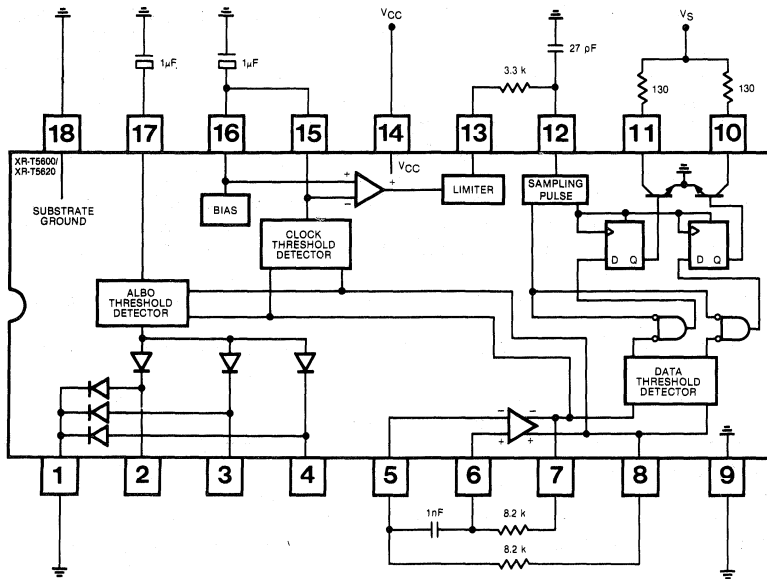 VCC
VS
1µF
1µF
27 pF
3.3 k
130
130
18
17
16
15
14
13
12
11
10
XR-T5600/
XR-T5620
SUBSTRATE
GROUND
VCC
+
−
+
BIAS
LIMITER
SAMPLING
PULSE
CLOCK
THRESHOLD
DETECTOR
D Q
D Q
ALBO
THRESHOLD
DETECTOR
DATA
THRESHOLD
DETECTOR
− −
+ +
1
2
3
4
5
6
7
8
9
1nF
8.2 k
8.2 k